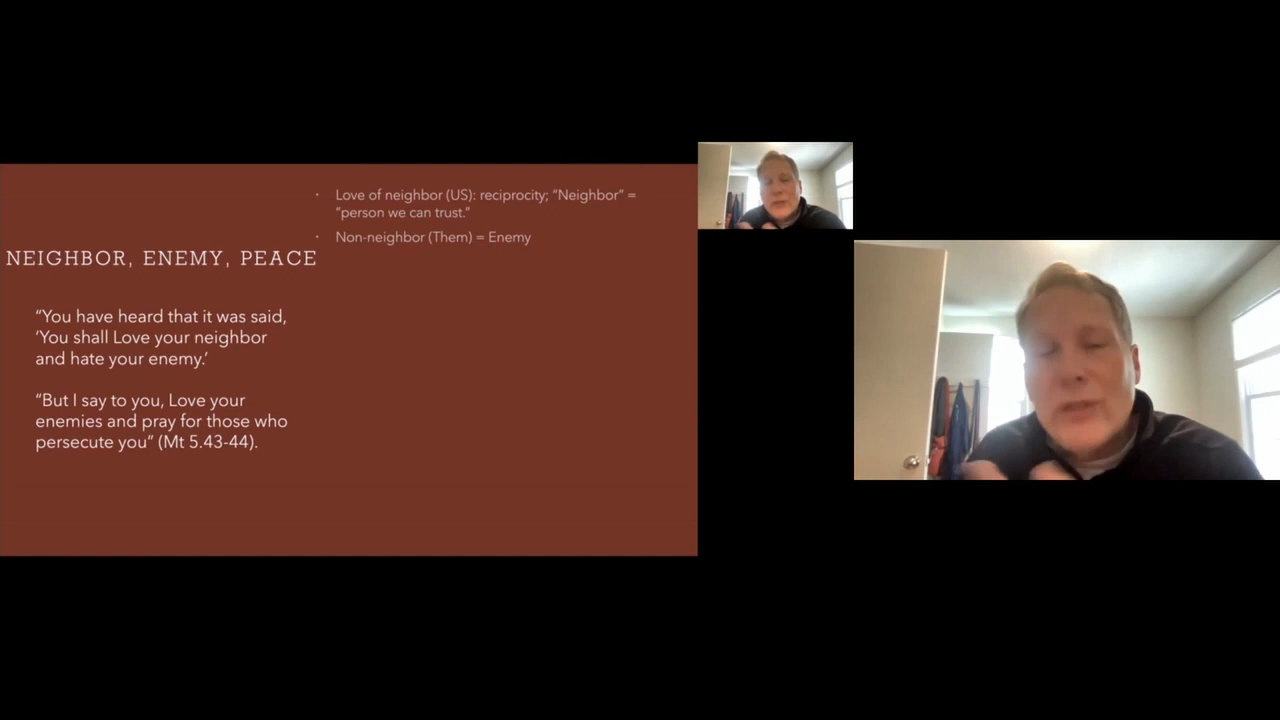 NEIGHBOR, ENEMY, PEACE
“You have heard that it was said,
‘You shall Love your neighbor
and hate your enemy.’
“But I say to you, Love your
enemies and pray for those who
persecute you” (Mt 5.43-44).
• Love of neighbor (US): reciprocity; “Neighbor” =
“person we can trust.”
• Non-neighbor (Them) = Enemy